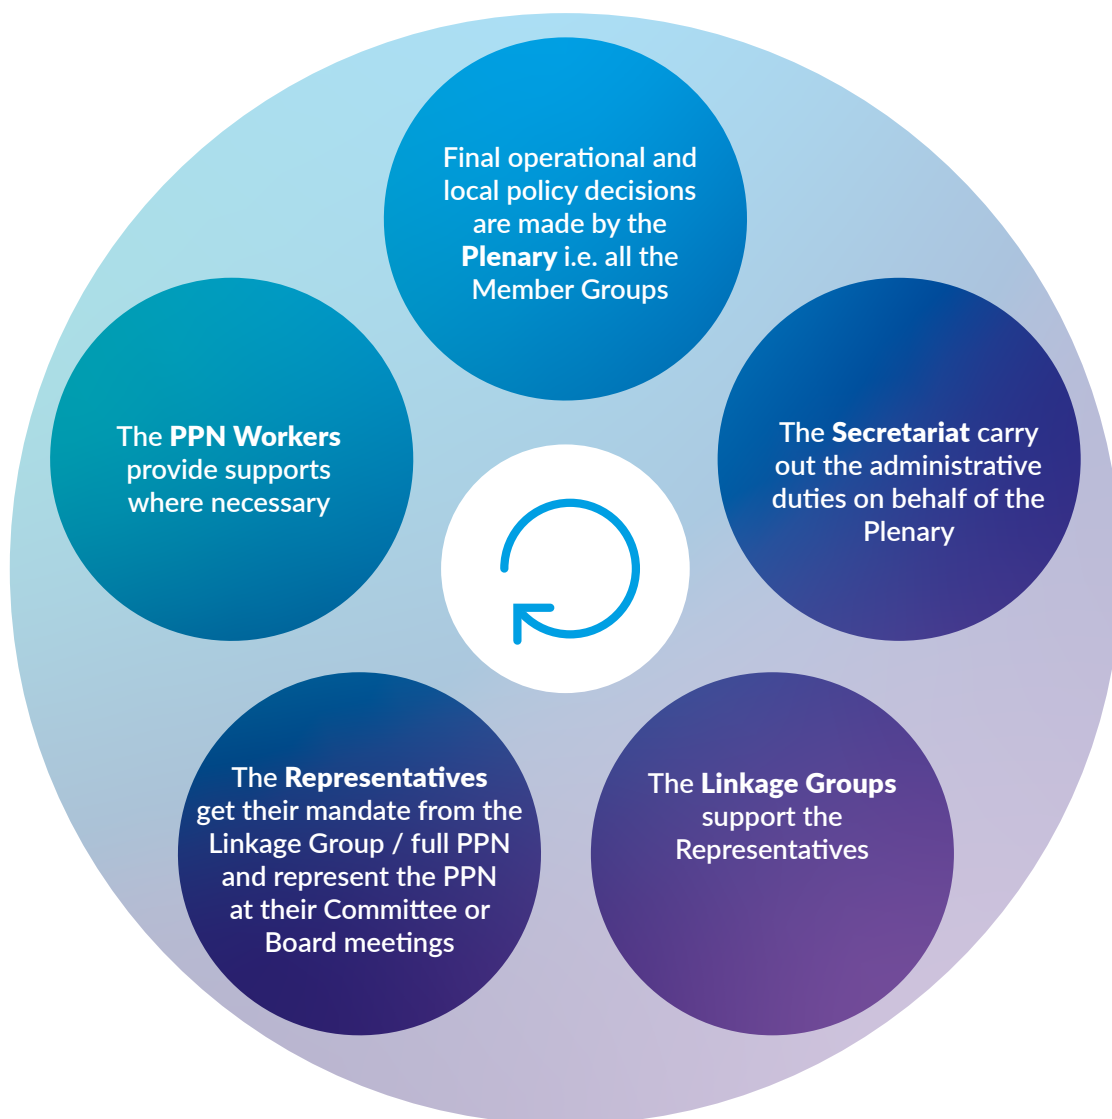 Final operational and
local policy decisions
are made by the
Plenary i.e. all the
Member Groups
The Secretariat carry
out the administrative
duties on behalf of the
Plenary
The Linkage Groups
support the
Representatives
The Representatives
get their mandate from the
Linkage Group / full PPN
and represent the PPN
at their Committee or
Board meetings
The PPN Workers
provide supports
where necessary